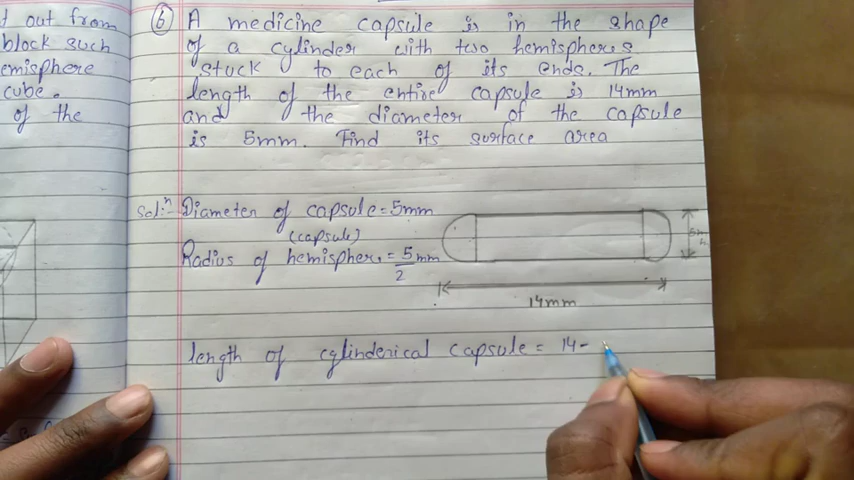 t out from
block such
emisphere
cube.
of the
6 A medicine capsule is in the shape
of a cylinder with two hemispheres
stuck to each of its ends. The
length of the entire capsule is 14mm
and the diameter of the capsule
is 5mm. Find its surface area
Sol:n- Diameter of capsule = 5mm
(capsule)
Radius of hemisphere = 5/2 mm
14mm
length of cylinderical capsule = 14-